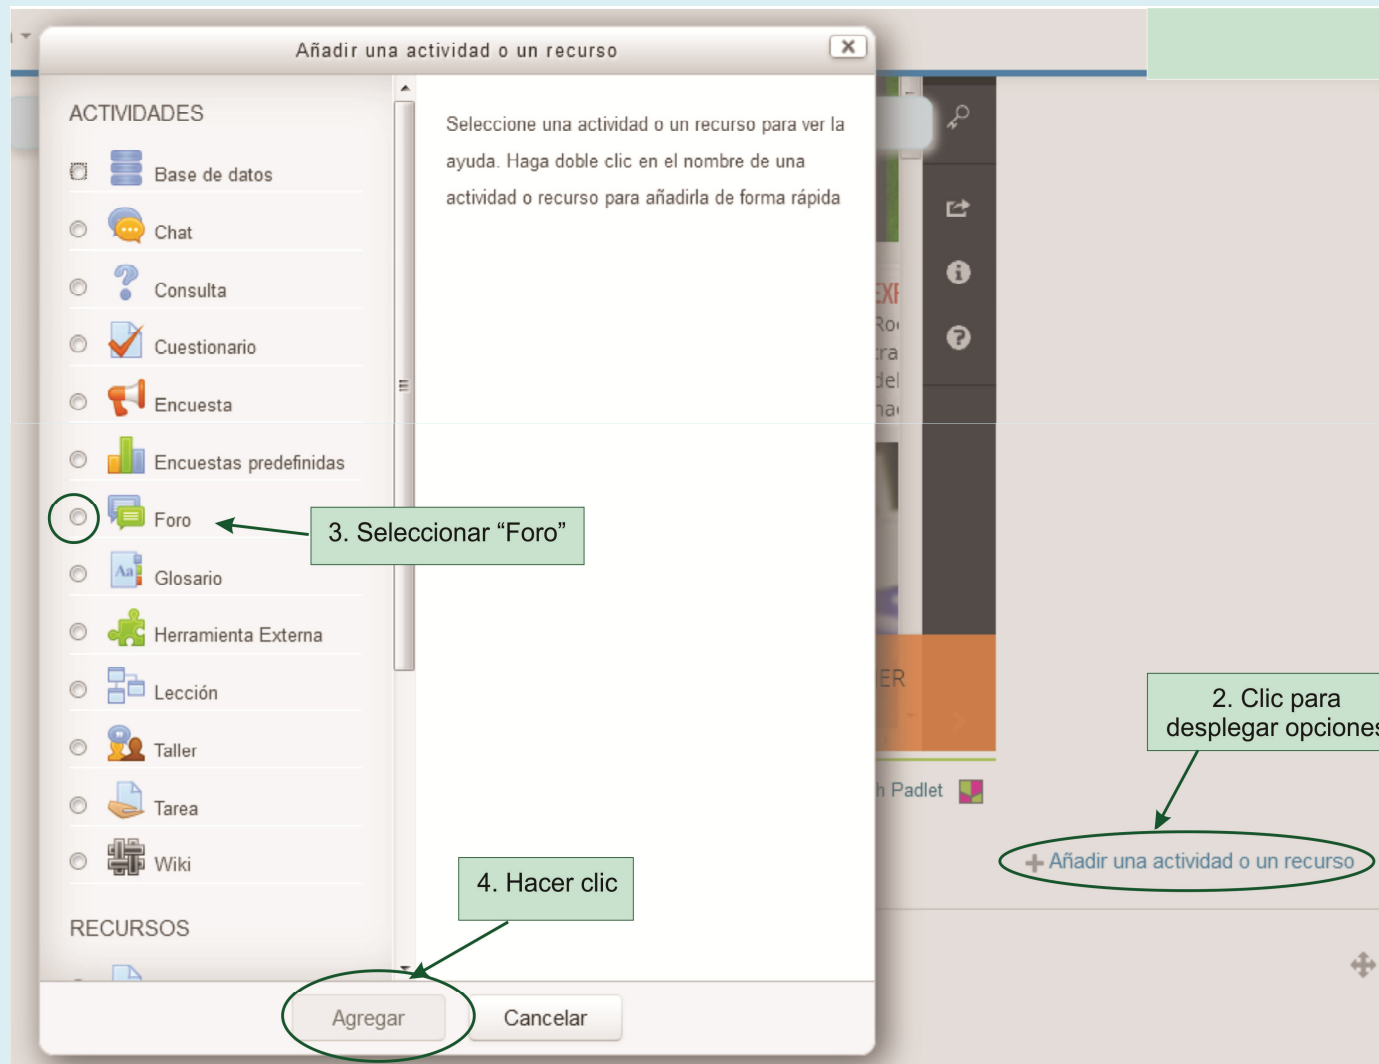 Añadir una actividad o un recurso
ACTIVIDADES
Base de datos
Chat
Consulta
Cuestionario
Encuesta
Encuestas predefinidas
Foro
Glosario
Herramienta Externa
Lección
Taller
Tarea
Wiki
RECURSOS
Seleccione una actividad o un recurso para ver la
ayuda. Haga doble clic en el nombre de una
actividad o recurso para añadirla de forma rápida
3. Seleccionar “Foro”
4. Hacer clic
Agregar
Cancelar
ER
h Padlet
2. Clic para
desplegar opciones
Añadir una actividad o un recurso